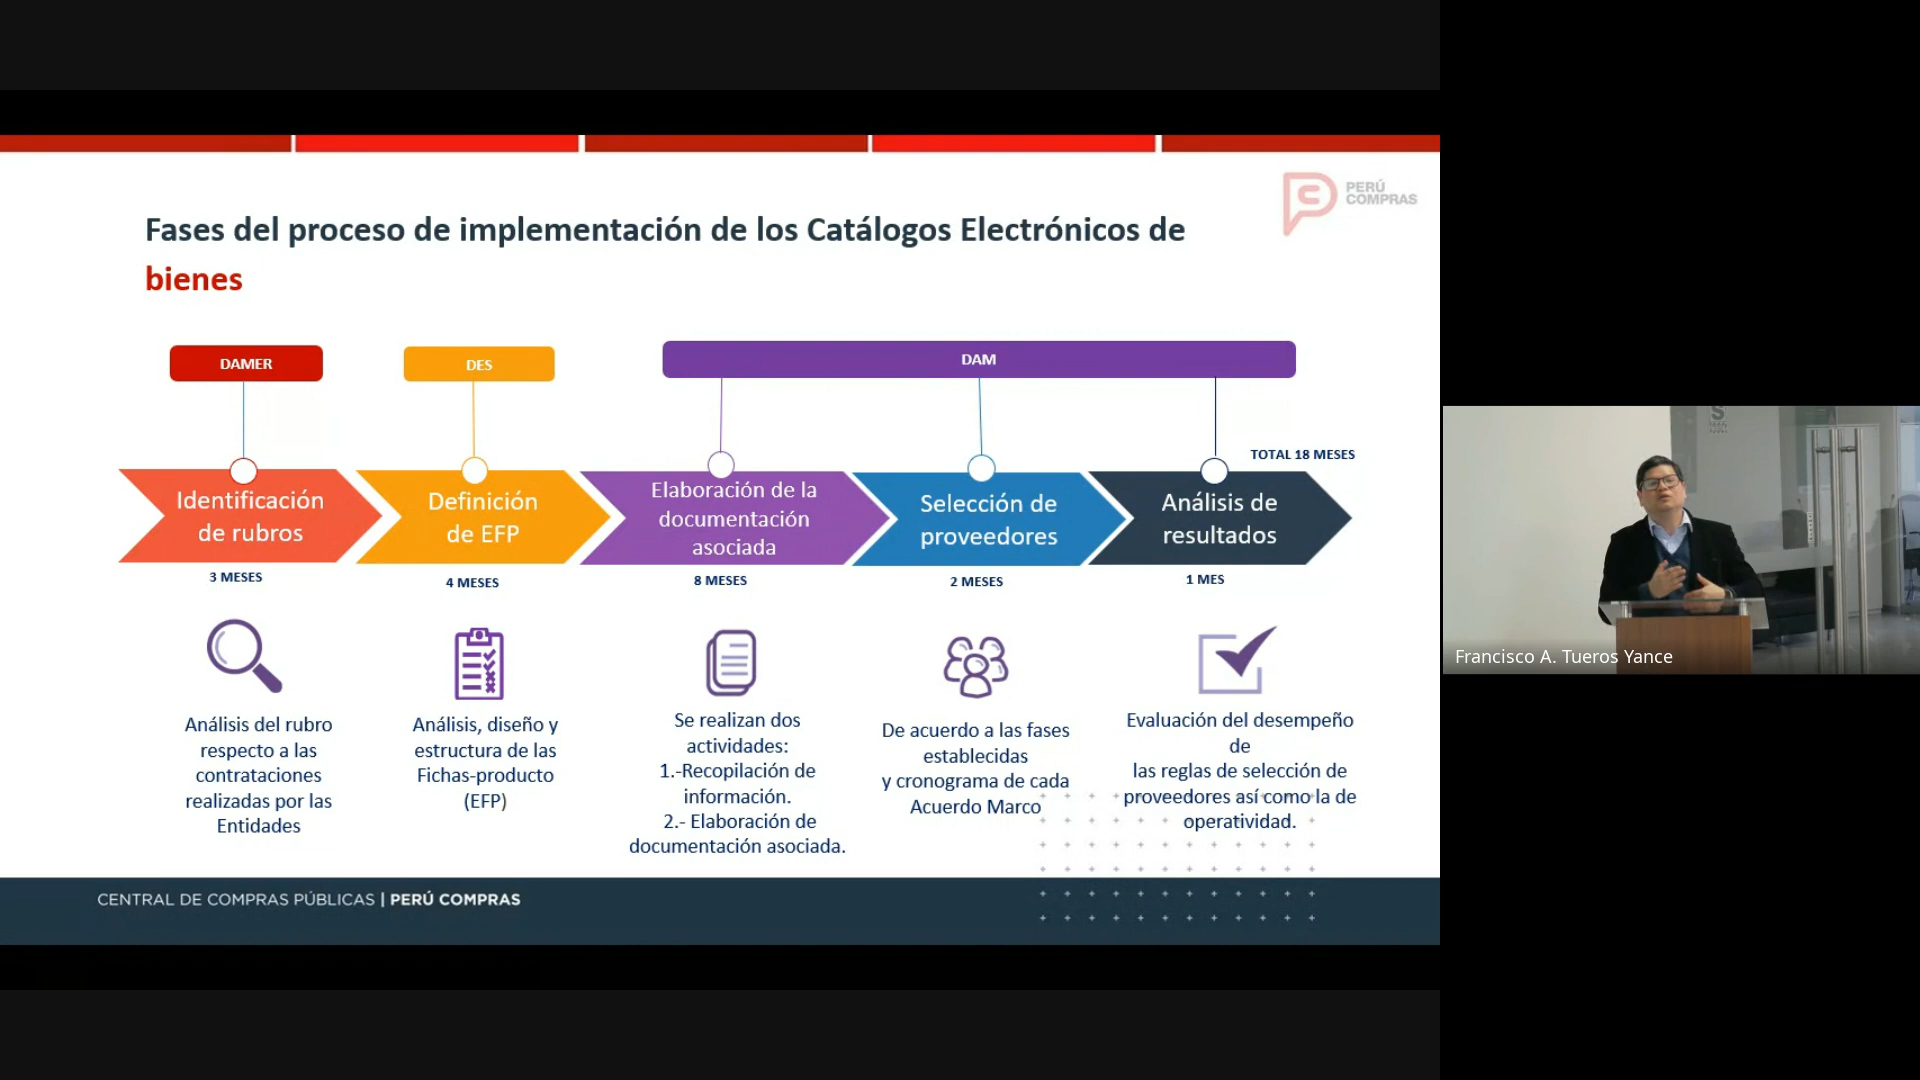 PERÚ
COMPRAS
Fases del proceso de implementación de los Catálogos Electrónicos de
bienes
DAMER
DES
DAM
TOTAL 18 MESES
Identificación
de rubros
Definición
de EFP
Elaboración de la
documentación
asociada
Selección de
proveedores
Análisis de
resultados
3 MESES
4 MESES
8 MESES
2 MESES
1 MES
Análisis del rubro
respecto a las
contrataciones
realizadas por las
Entidades
Análisis, diseño y
estructura de las
Fichas-producto
(EFP)
Se realizan dos
actividades:
1.-Recopilación de
información.
2.- Elaboración de
documentación asociada.
De acuerdo a las fases
establecidas
y cronograma de cada
Acuerdo Marco
Evaluación del desempeño
de
las reglas de selección de
proveedores así como la de
operatividad.
CENTRAL DE COMPRAS PÚBLICAS | PERÚ COMPRAS
Francisco A. Tueros Yance